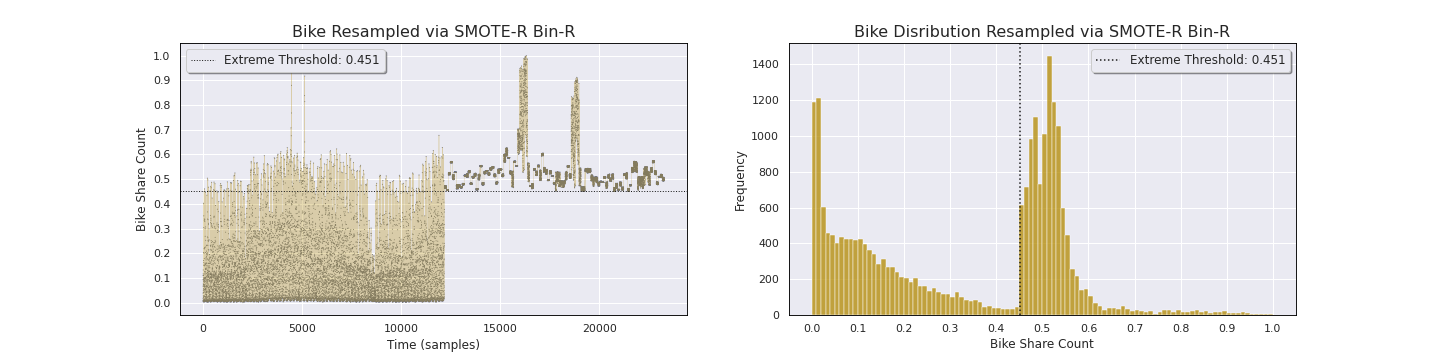 Bike Resampled via SMOTE-R Bin-R
Extreme Threshold: 0.451
Bike Share Count
1.0
0.9
0.8
0.7
0.6
0.5
0.4
0.3
0.2
0.1
0.0
0 5000 10000 15000 20000
Time (samples)
Bike Disribution Resampled via SMOTE-R Bin-R
Extreme Threshold: 0.451
Frequency
1400
1200
1000
800
600
400
200
0
0.0 0.1 0.2 0.3 0.4 0.5 0.6 0.7 0.8 0.9 1.0
Bike Share Count